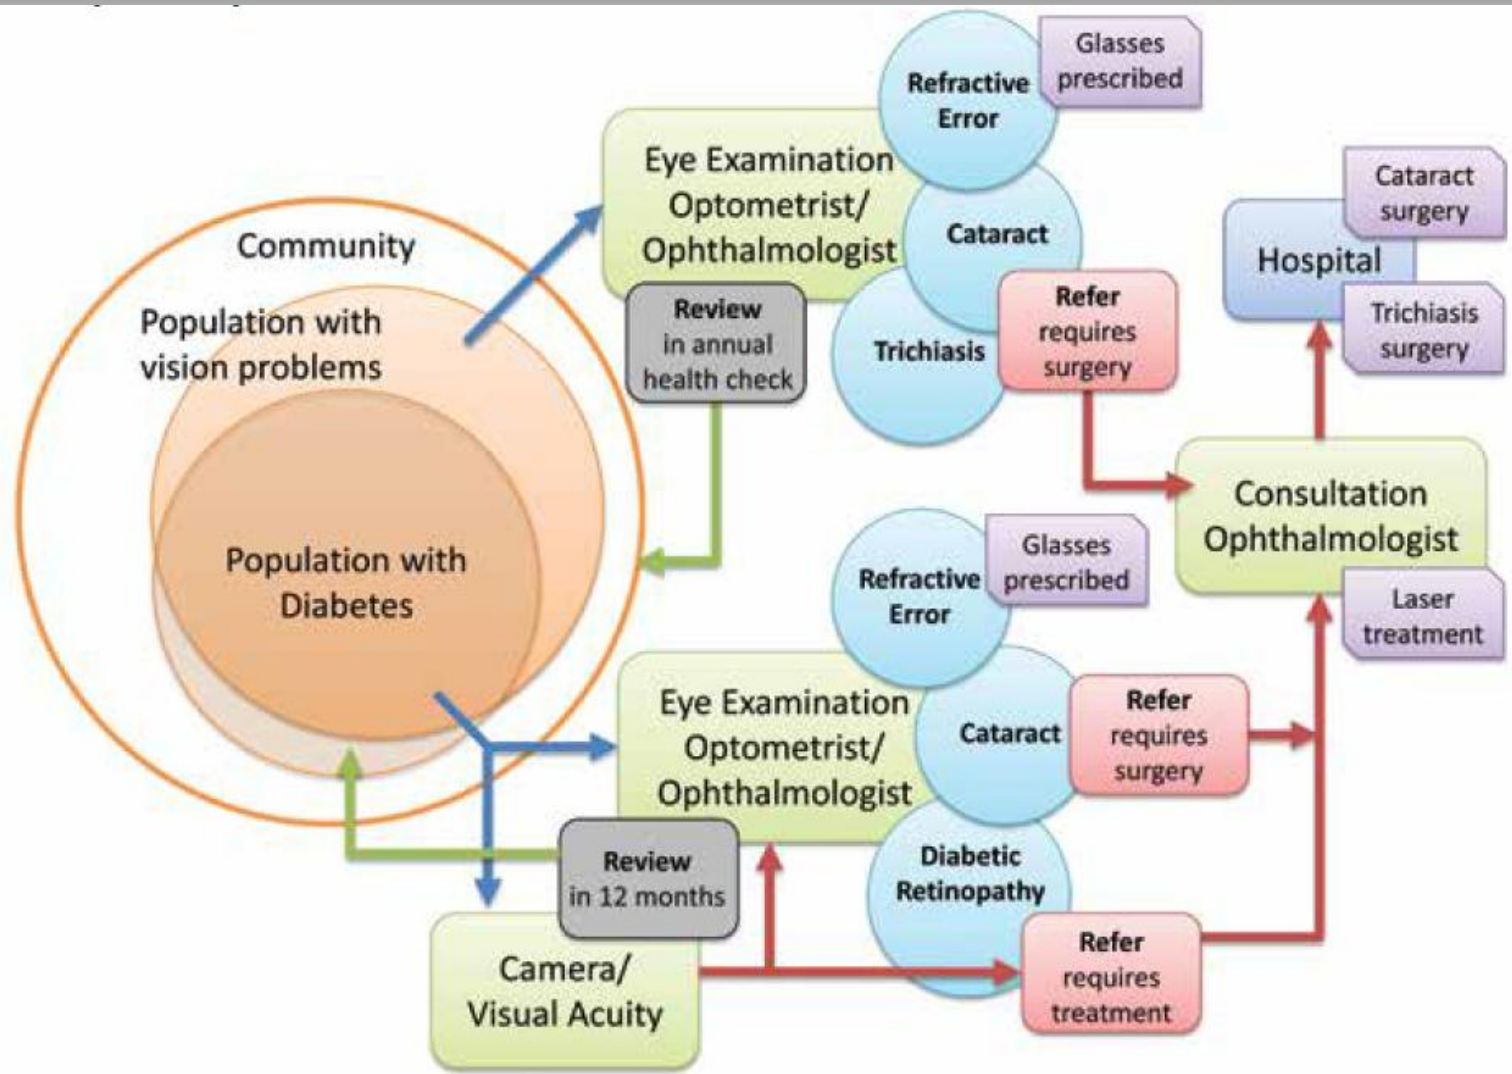 Refractive
Error
Glasses
prescribed
Eye Examination
Optometrist/
Ophthalmologist
Cataract
Cataract
surgery
Hospital
Trichiasis
surgery
Community
Population with
vision problems
Review
in annual
health check
Trichiasis
Refer
requires
surgery
Consultation
Ophthalmologist
Laser
treatment
Population with
Diabetes
Refractive
Error
Glasses
prescribed
Eye Examination
Optometrist/
Ophthalmologist
Cataract
Refer
requires
surgery
Review
in 12 months
Diabetic
Retinopathy
Camera/
Visual Acuity
Refer
requires
treatment